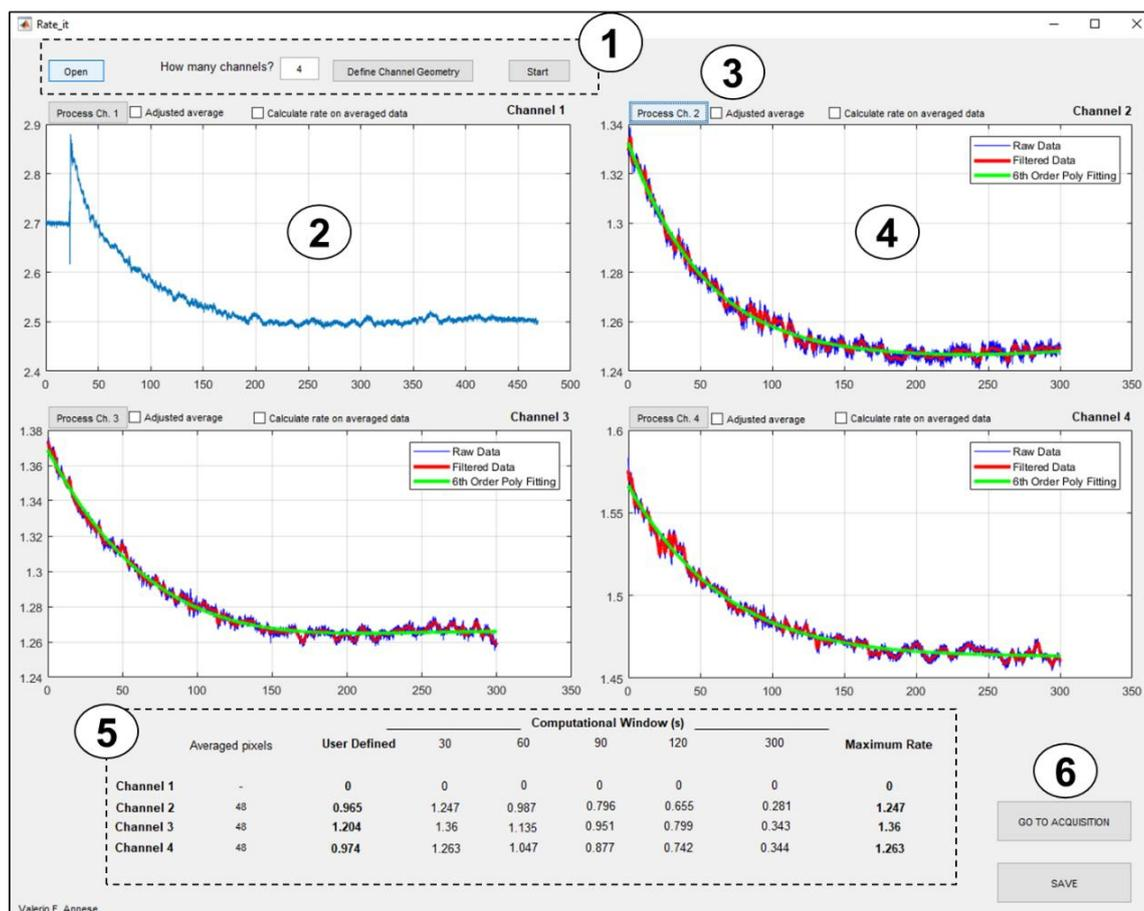 Rate_it
1
Open How many channels? 4 Define Channel Geometry Start
3
Process Ch. 1 Adjusted average Calculate rate on averaged data Channel 1
2.9
2.8
2.7
2.6
2.5
2.4
0 50 100 150 200 250 300 350 400 450 500
2
Process Ch. 2 Adjusted average Calculate rate on averaged data Channel 2
1.34
1.32
1.3
1.28
1.26
1.24
0 50 100 150 200 250 300 350
Raw Data
Filtered Data
6th Order Poly Fitting
4
Process Ch. 3 Adjusted average Calculate rate on averaged data Channel 3
1.38
1.36
1.34
1.32
1.3
1.28
1.26
1.24
0 50 100 150 200 250 300 350
Raw Data
Filtered Data
6th Order Poly Fitting
Process Ch. 4 Adjusted average Calculate rate on averaged data Channel 4
1.6
1.55
1.5
1.45
0 50 100 150 200 250 300 350
Raw Data
Filtered Data
6th Order Poly Fitting
5
Computational Window (s)
Averaged pixels User Defined 30 60 90 120 300 Maximum Rate
Channel 1 - 0 0 0 0 0 0 0
Channel 2 48 0.965 1.247 0.987 0.796 0.655 0.281 1.247
Channel 3 48 1.204 1.36 1.135 0.951 0.799 0.343 1.36
Channel 4 48 0.974 1.263 1.047 0.877 0.742 0.344 1.263
6
GO TO ACQUISITION
SAVE
Valerio F. Annese